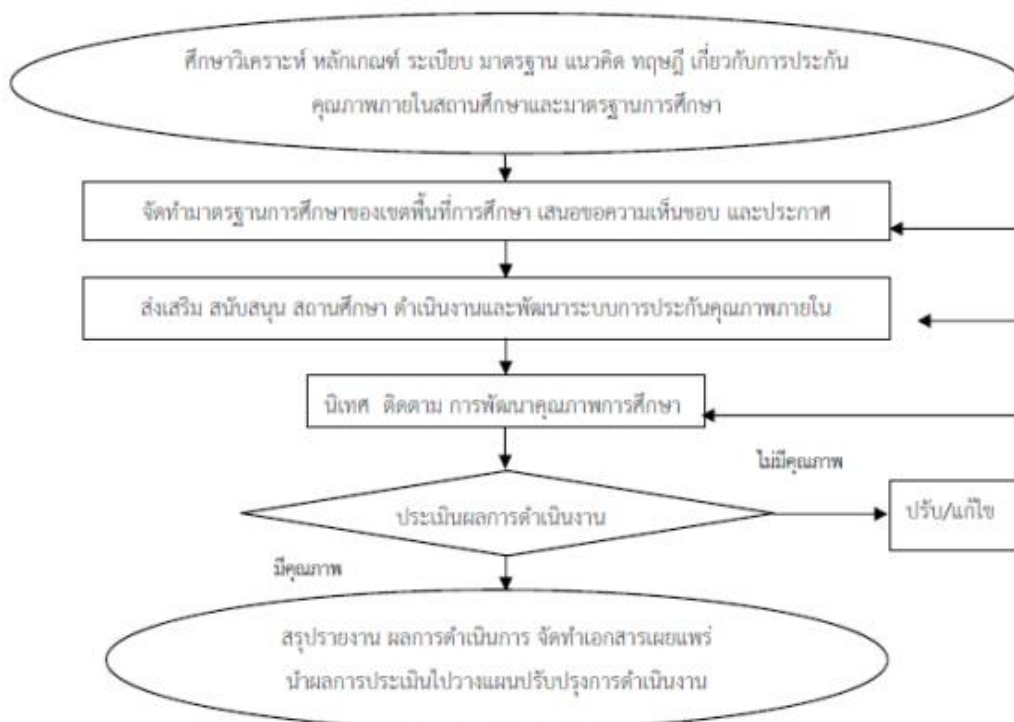 ศึกษาวิเคราะห์ หลักเกณฑ์ ระเบียบ มาตรฐาน แนวคิด ทฤษฎี เกี่ยวกับการประกัน
คุณภาพภายในสถานศึกษาและมาตรฐานการศึกษา
จัดทำมาตรฐานการศึกษาของเขตพื้นที่การศึกษา เสนอขอความเห็นชอบ และประกาศ
ส่งเสริม สนับสนุน สถานศึกษา ดำเนินงานและพัฒนาระบบการประกันคุณภาพภายใน
นิเทศ ติดตาม การพัฒนาคุณภาพการศึกษา
ไม่มีคุณภาพ
ประเมินผลการดำเนินงาน
ปรับ/แก้ไข
มีคุณภาพ
สรุปรายงาน ผลการดำเนินการ จัดทำเอกสารเผยแพร่
นำผลการประเมินไปวางแผนปรับปรุงการดำเนินงาน